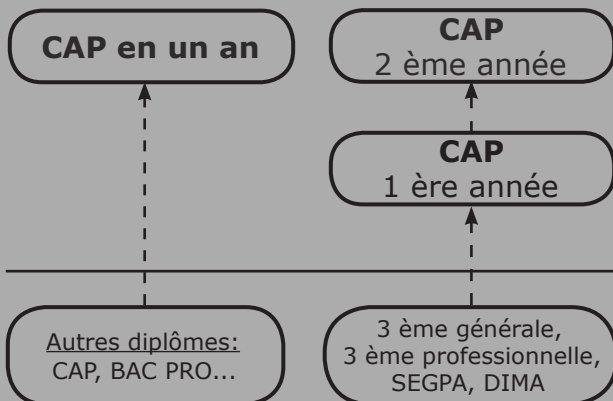 CAP en un an
CAP
2 ème année
CAP
1 ère année
Autres diplômes:
CAP, BAC PRO...
3 ème générale,
3 ème professionnelle,
SEGPA, DIMA